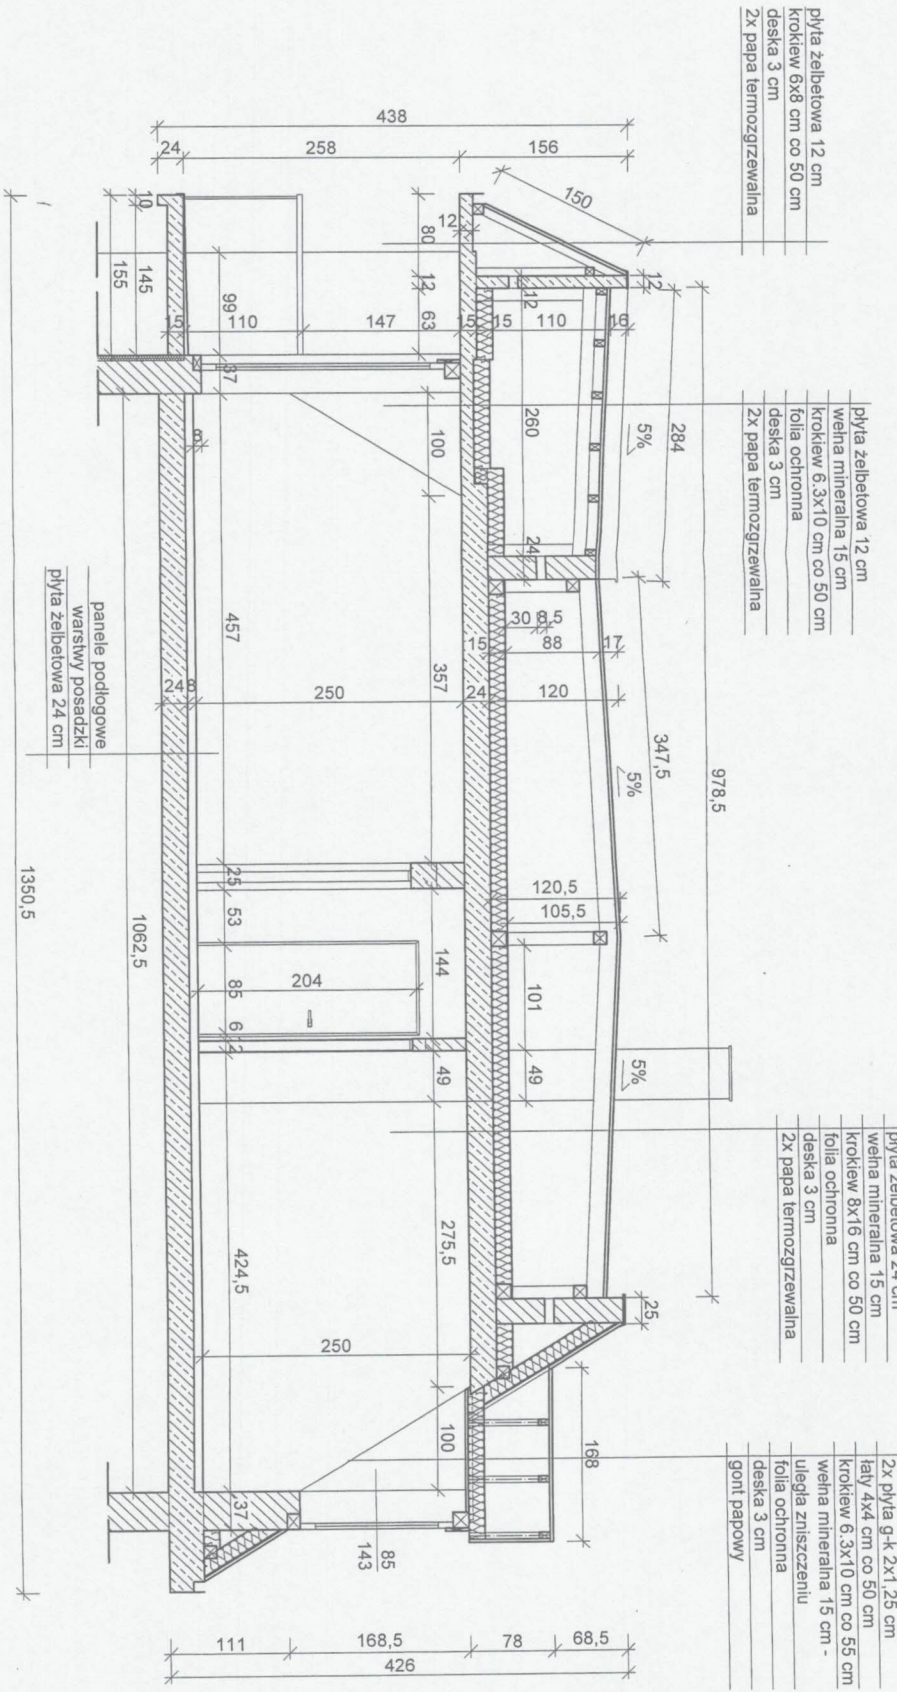 płyta żelbetowa 12 cm
krokiew 6x8 cm co 50 cm
deska 3 cm
2x papa termozgrzewalna
płyta żelbetowa 12 cm
wełna mineralna 15 cm
krokiew 6.3x10 cm co 50 cm
folia ochronna
deska 3 cm
2x papa termozgrzewalna
płyta żelbetowa 24 cm
wełna mineralna 15 cm
krokiew 8x16 cm co 50 cm
folia ochronna
deska 3 cm
2x papa termozgrzewalna
2x płyta g-k 2x1,25 cm
łaty 4x4 cm co 50 cm
krokiew 6.3x10 cm co 55 cm
wełna mineralna 15 cm -
uległa zniszczeniu
folia ochronna
deska 3 cm
gont papowy
panele podłogowe
warstwy posadzki
płyta żelbetowa 24 cm
438
24
258
156
150
12
80
12
63
12
12
10
145
155
99
15
110
147
15
15
110
16
37
8
100
260
284
5%
24
30
8,5
15
88
17
457
357
24
8
250
24
120
347,5
5%
978,5
120,5
105,5
25
53
85
6
12
204
144
49
101
49
5%
1062,5
1350,5
424,5
275,5
250
25
168
100
37
85
143
111
168,5
78
68,5
426